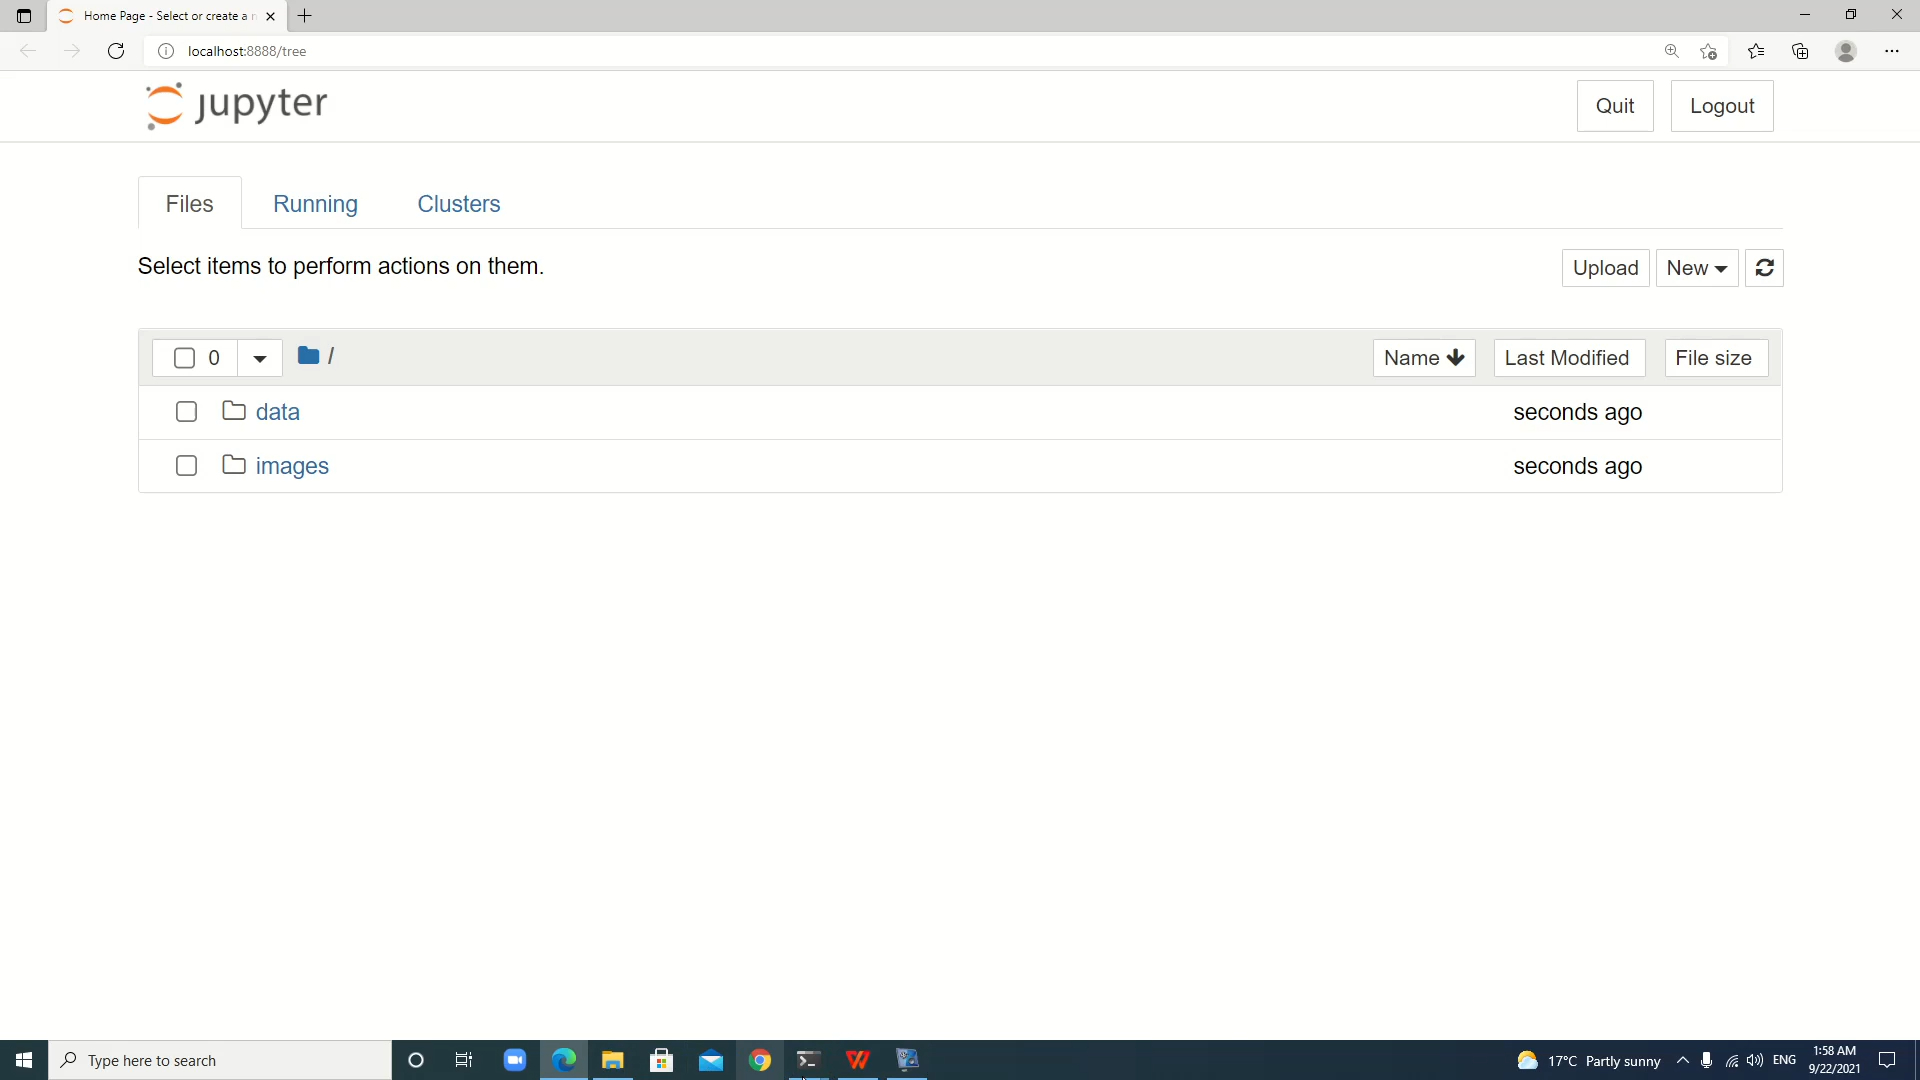 Home Page - Select or create a n
localhost:8888/tree
jupyter
Quit
Logout
Files
Running
Clusters
Select items to perform actions on them.
Upload
New
0
/
Name
Last Modified
File size
data
seconds ago
images
seconds ago
Type here to search
17°C Partly sunny
ENG
1:58 AM
9/22/2021